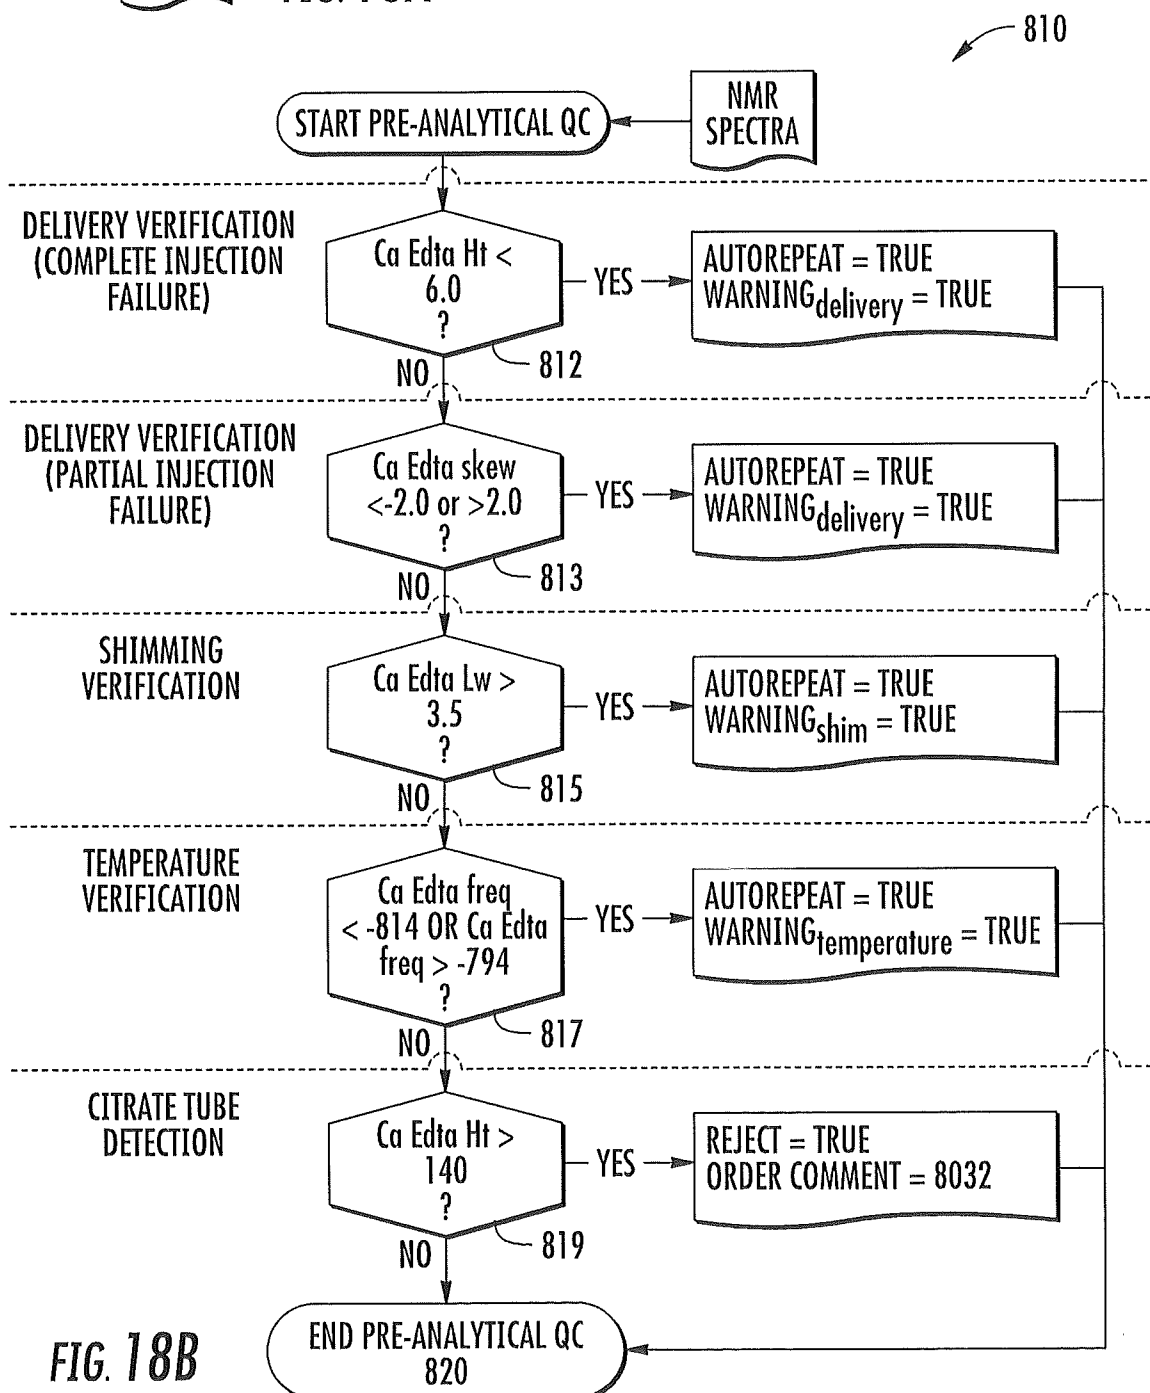 810
START PRE-ANALYTICAL QC
NMR
SPECTRA
DELIVERY VERIFICATION
(COMPLETE INJECTION
FAILURE)
Ca Edta Ht <
6.0
?
YES
AUTOREPEAT = TRUE
WARNINGdelivery = TRUE
812
NO
DELIVERY VERIFICATION
(PARTIAL INJECTION
FAILURE)
Ca Edta skew
<-2.0 or >2.0
?
YES
AUTOREPEAT = TRUE
WARNINGdelivery = TRUE
813
NO
SHIMMING
VERIFICATION
Ca Edta Lw >
3.5
?
YES
AUTOREPEAT = TRUE
WARNINGshim = TRUE
815
NO
TEMPERATURE
VERIFICATION
Ca Edta freq
< -814 OR Ca Edta
freq > -794
?
YES
AUTOREPEAT = TRUE
WARNINGtemperature = TRUE
817
NO
CITRATE TUBE
DETECTION
Ca Edta Ht >
140
?
YES
REJECT = TRUE
ORDER COMMENT = 8032
819
NO
END PRE-ANALYTICAL QC
820
FIG. 18B